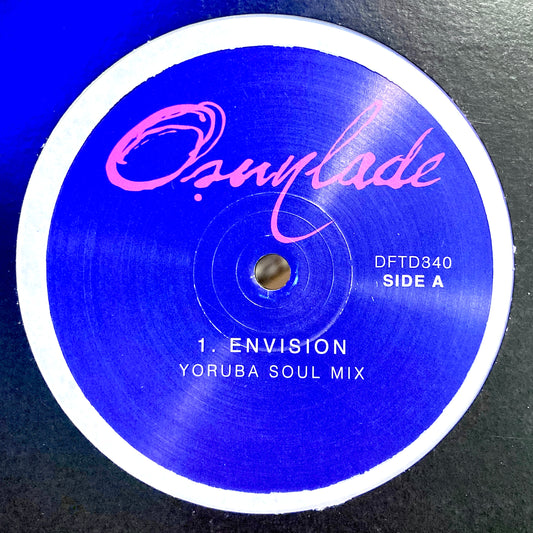 Osunlade
DFTD340
SIDE A
1. ENVISION
YORUBA SOUL MIX